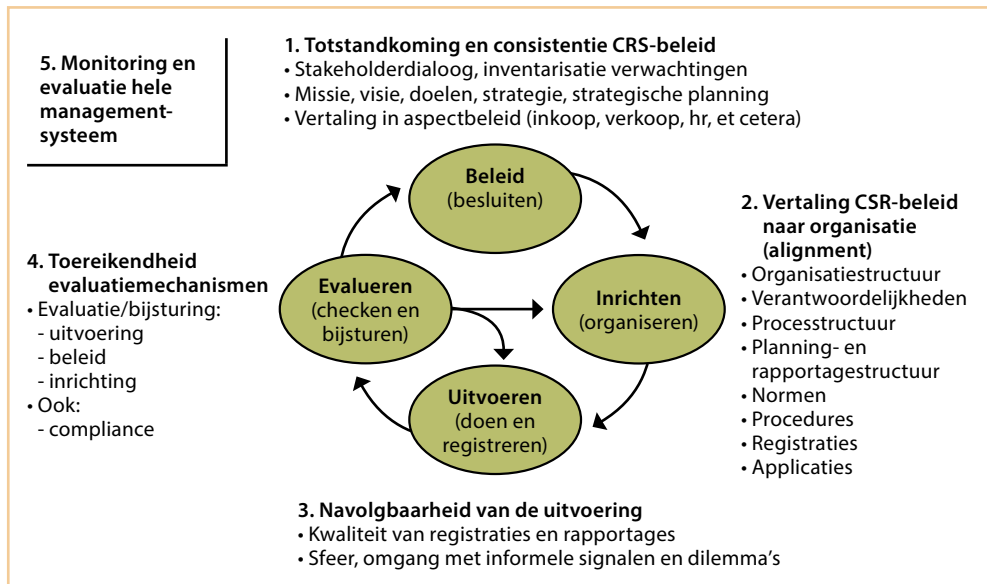 5. Monitoring en
evaluatie hele
management-
systeem
1. Totstandkoming en consistentie CRS-beleid
• Stakeholderdialoog, inventarisatie verwachtingen
• Missie, visie, doelen, strategie, strategische planning
• Vertaling in aspectbeleid (inkoop, verkoop, hr, et cetera)
Beleid
(besluiten)
2. Vertaling CSR-beleid
naar organisatie
(alignment)
• Organisatiestructuur
• Verantwoordelijkheden
• Processtructuur
• Planning- en
rapportagestructuur
• Normen
• Procedures
• Registraties
• Applicaties
4. Toereikendheid
evaluatiemechanismen
• Evaluatie/bijsturing:
- uitvoering
- beleid
- inrichting
• Ook:
- compliance
Evalueren
(checken en
bijsturen)
Inrichten
(organiseren)
Uitvoeren
(doen en
registreren)
3. Navolgbaarheid van de uitvoering
• Kwaliteit van registraties en rapportages
• Sfeer, omgang met informele signalen en dilemma's